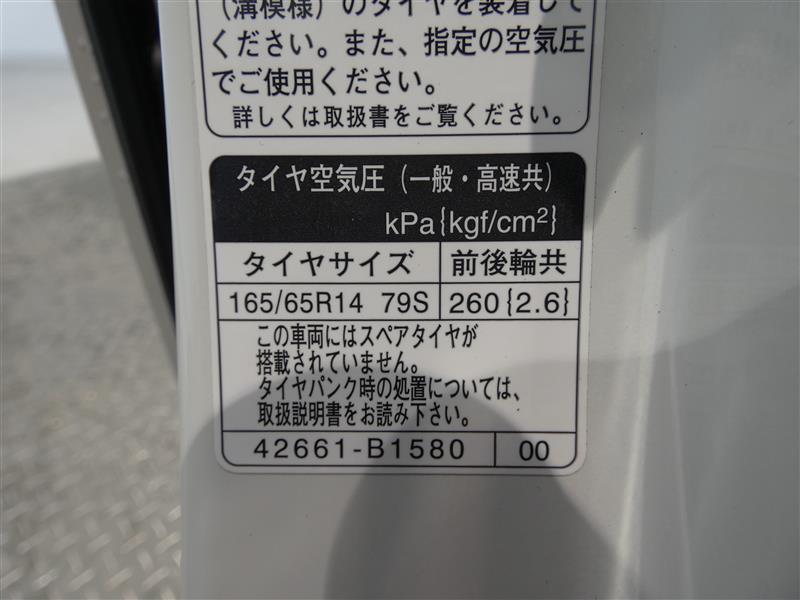 （溝模様）のタイヤを装着して
ください。また、指定の空気圧
でご使用ください。
詳しくは取扱書をご覧ください。
タイヤ空気圧（一般・高速共）
kPa{kgf/cm²}
タイヤサイズ 前後輪共
165/65R14 79S 260{2.6}
この車両にはスペアタイヤが
搭載されていません。
タイヤパンク時の処置については、
取扱説明書をお読み下さい。
42661-B1580 00